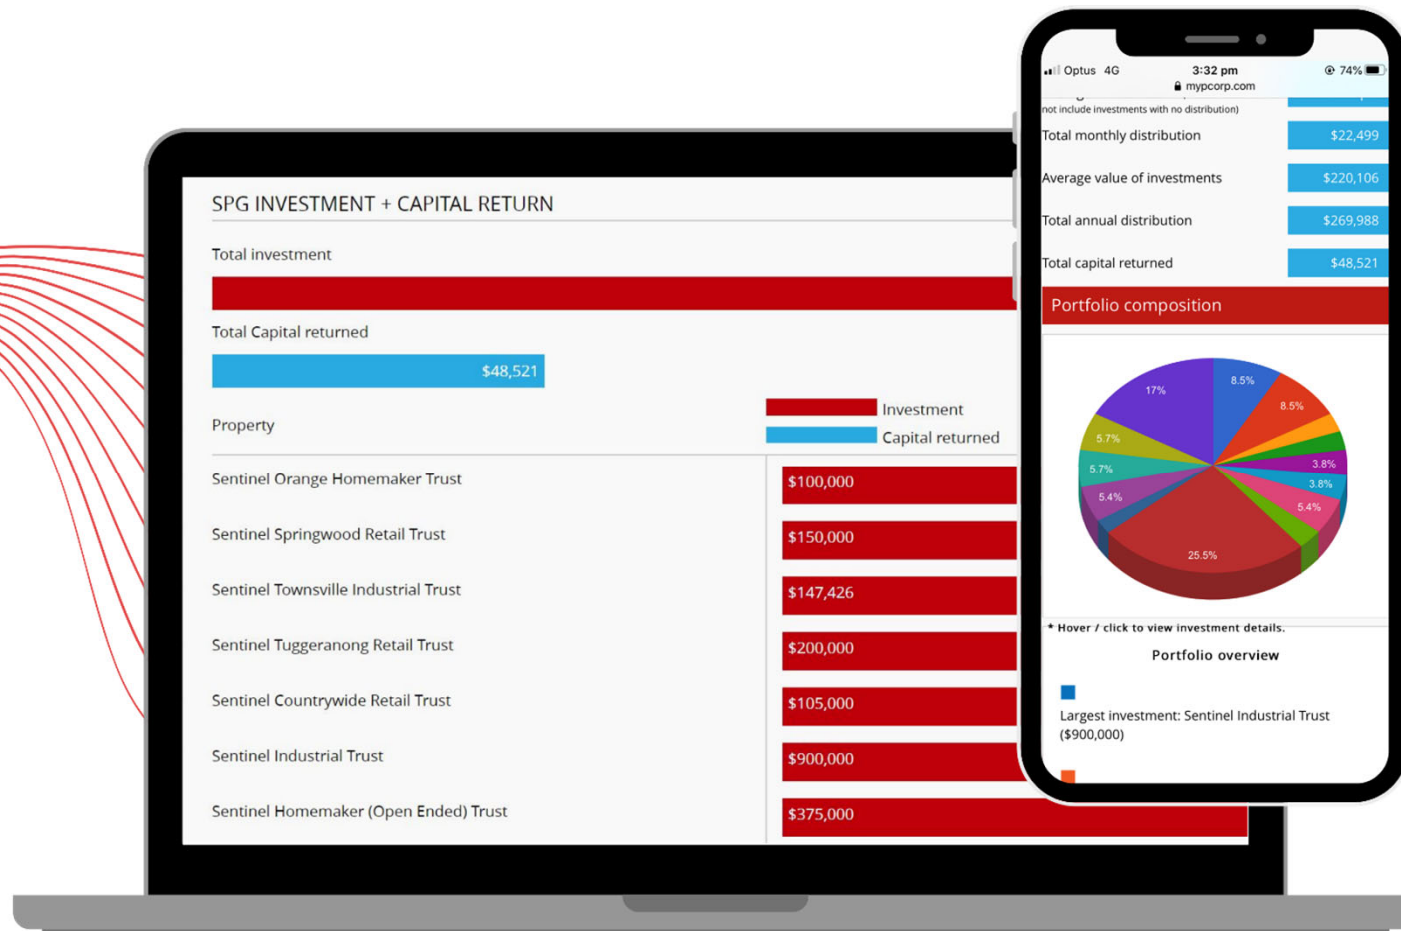 SPG INVESTMENT + CAPITAL RETURN
Total investment
Total Capital returned
$48,521
Property
Investment
Capital returned
Sentinel Orange Homemaker Trust
$100,000
Sentinel Springwood Retail Trust
$150,000
Sentinel Townsville Industrial Trust
$147,426
Sentinel Tuggeranong Retail Trust
$200,000
Sentinel Countrywide Retail Trust
$105,000
Sentinel Industrial Trust
$900,000
Sentinel Homemaker (Open Ended) Trust
$375,000
Optus 4G
3:32 pm
74%
mypcorp.com
not include investments with no distribution)
Total monthly distribution
$22,499
Average value of investments
$220,106
Total annual distribution
$269,988
Total capital returned
$48,521
Portfolio composition
17%
8.5%
8.5%
5.7%
3.8%
5.7%
3.8%
5.4%
5.4%
25.5%
* Hover / click to view investment details.
Portfolio overview
Largest investment: Sentinel Industrial Trust
($900,000)